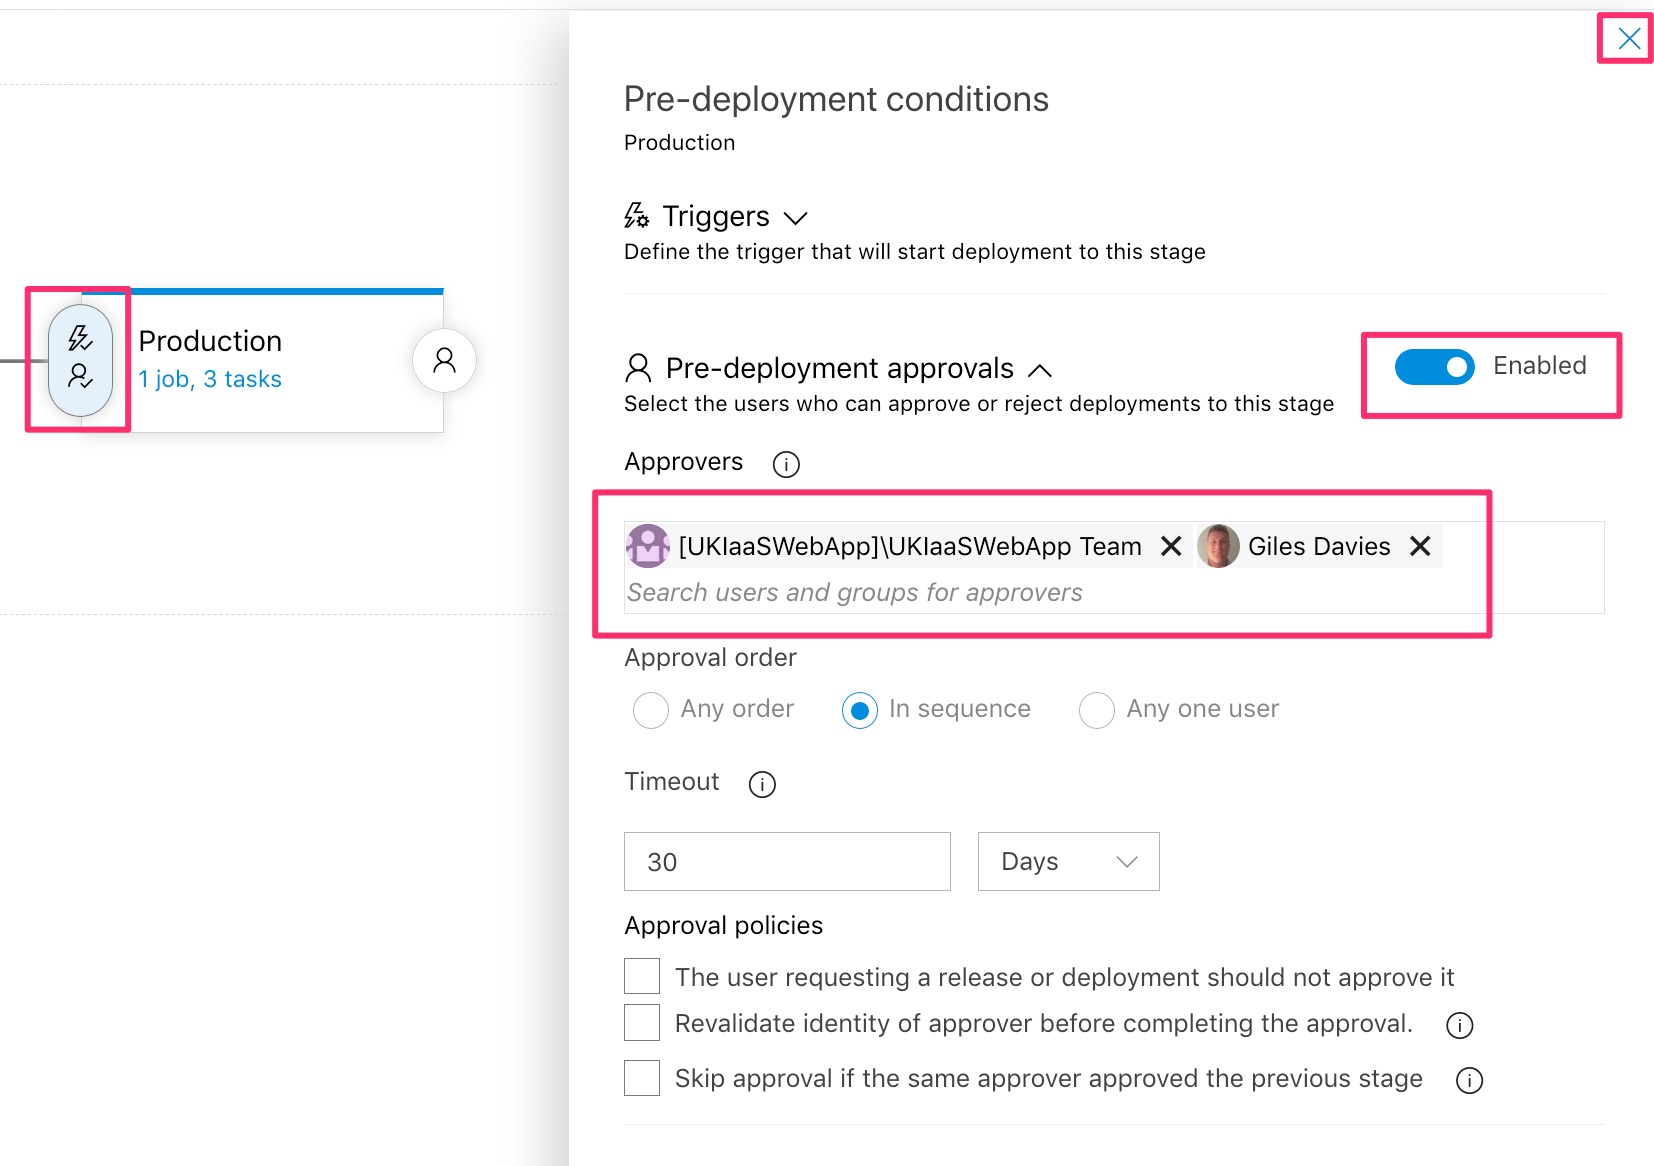 Pre-deployment conditions
Production
Triggers
Define the trigger that will start deployment to this stage
Production
1 job, 3 tasks
Pre-deployment approvals
Enabled
Select the users who can approve or reject deployments to this stage
Approvers
[UKIaaSWebApp]\UKIaaSWebApp Team
Giles Davies
Search users and groups for approvers
Approval order
Any order
In sequence
Any one user
Timeout
30
Days
Approval policies
The user requesting a release or deployment should not approve it
Revalidate identity of approver before completing the approval.
Skip approval if the same approver approved the previous stage